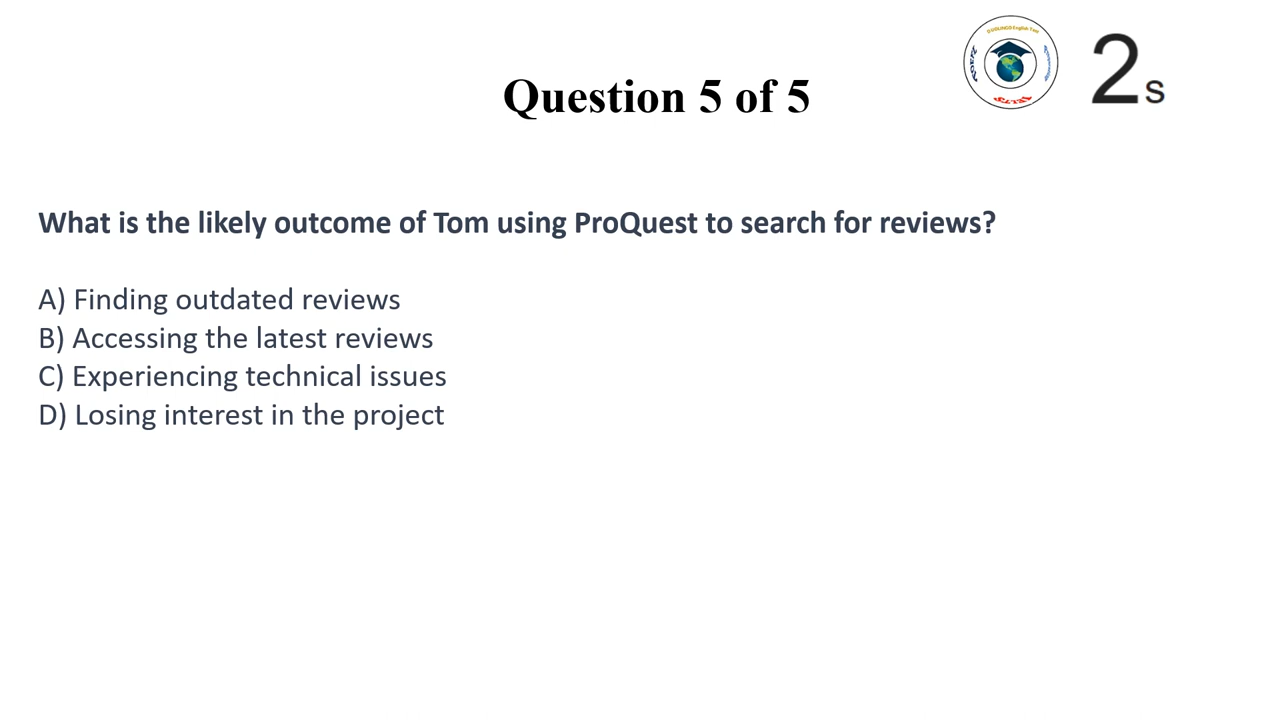 Question 5 of 5
2s
What is the likely outcome of Tom using ProQuest to search for reviews?
A) Finding outdated reviews
B) Accessing the latest reviews
C) Experiencing technical issues
D) Losing interest in the project